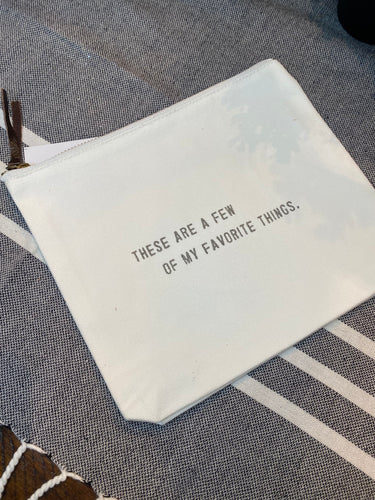 THESE ARE A FEW
OF MY FAVORITE THINGS.